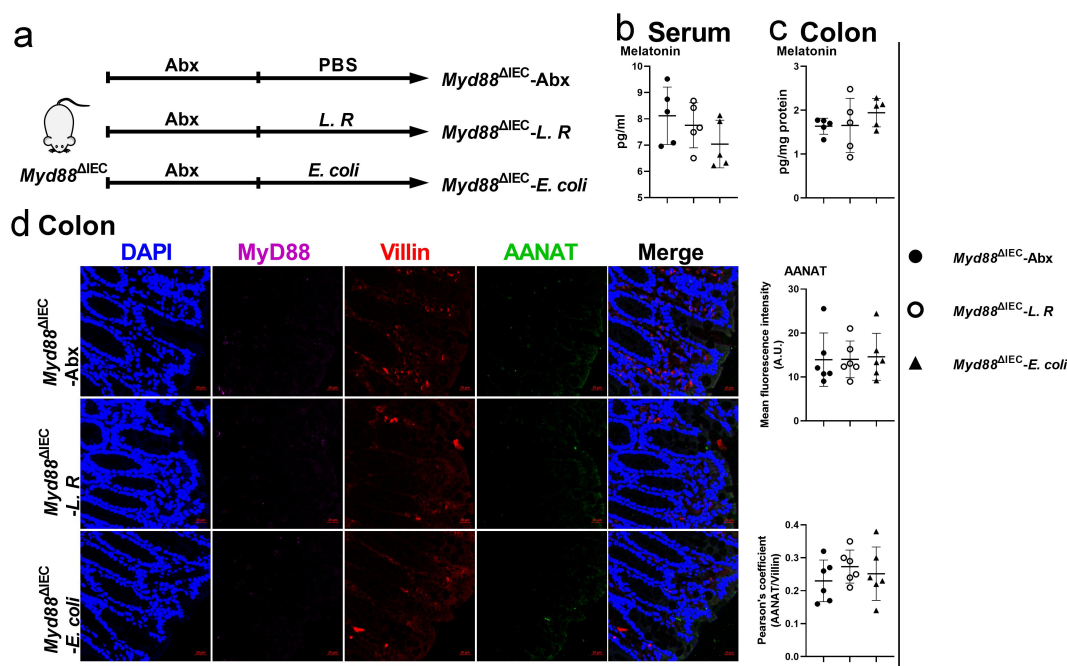 a
Abx PBS Myd88ΔIEC-Abx
Abx L. R Myd88ΔIEC-L. R
Myd88ΔIEC
Abx E. coli Myd88ΔIEC-E. coli
b Serum
Melatonin
pg/ml
10
9
8
7
6
5
c Colon
Melatonin
pg/mg protein
3
2
1
0
d Colon
DAPI MyD88 Villin AANAT Merge
Myd88ΔIEC
-Abx
Myd88ΔIEC
-L. R
Myd88ΔIEC
-E. coli
AANAT
Mean fluorescence intensity
(A.U.)
30
20
10
0
Pearson's coefficient
(AANAT/Villin)
0.4
0.3
0.2
0.1
0.0
Myd88ΔIEC-Abx
Myd88ΔIEC-L. R
Myd88ΔIEC-E. coli